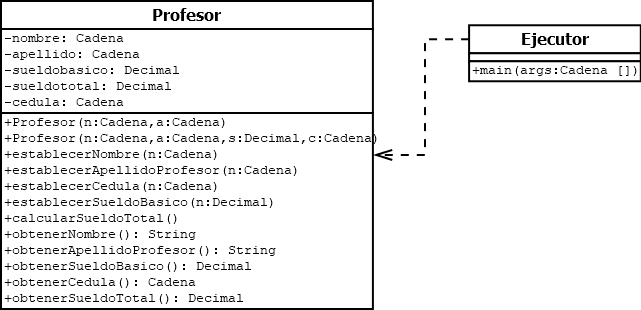 Profesor
-nombre: Cadena
-apellido: Cadena
-sueldobasico: Decimal
-sueldototal: Decimal
-cedula: Cadena
+Profesor(n:Cadena,a:Cadena)
+Profesor(n:Cadena,a:Cadena,s:Decimal,c:Cadena)
+establecerNombre(n:Cadena)
+establecerApellidoProfesor(n:Cadena)
+establecerCedula(n:Cadena)
+establecerSueldoBasico(n:Decimal)
+calcularSueldoTotal()
+obtenerNombre(): String
+obtenerApellidoProfesor(): String
+obtenerSueldoBasico(): Decimal
+obtenerCedula(): Cadena
+obtenerSueldoTotal(): Decimal
Ejecutor
+main(args:Cadena [])